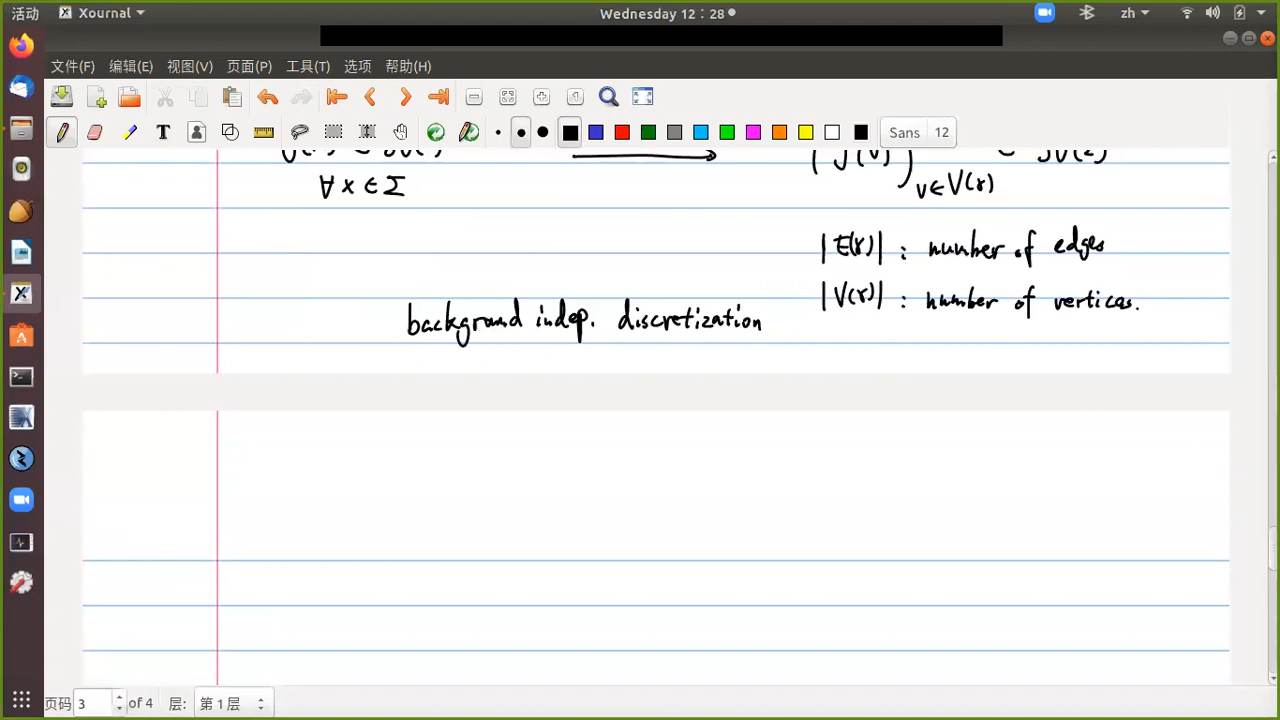 活动 Xournal Wednesday 12：28 zh
文件(F) 编辑(E) 视图(V) 页面(P) 工具(T) 选项 帮助(H)
Sans 12
∀ x ∈ Σ
v∈V(γ)
|E(γ)| : number of edges
|V(γ)| : number of vertices.
background indep. discretization
页码 3 of 4 层: 第 1 层